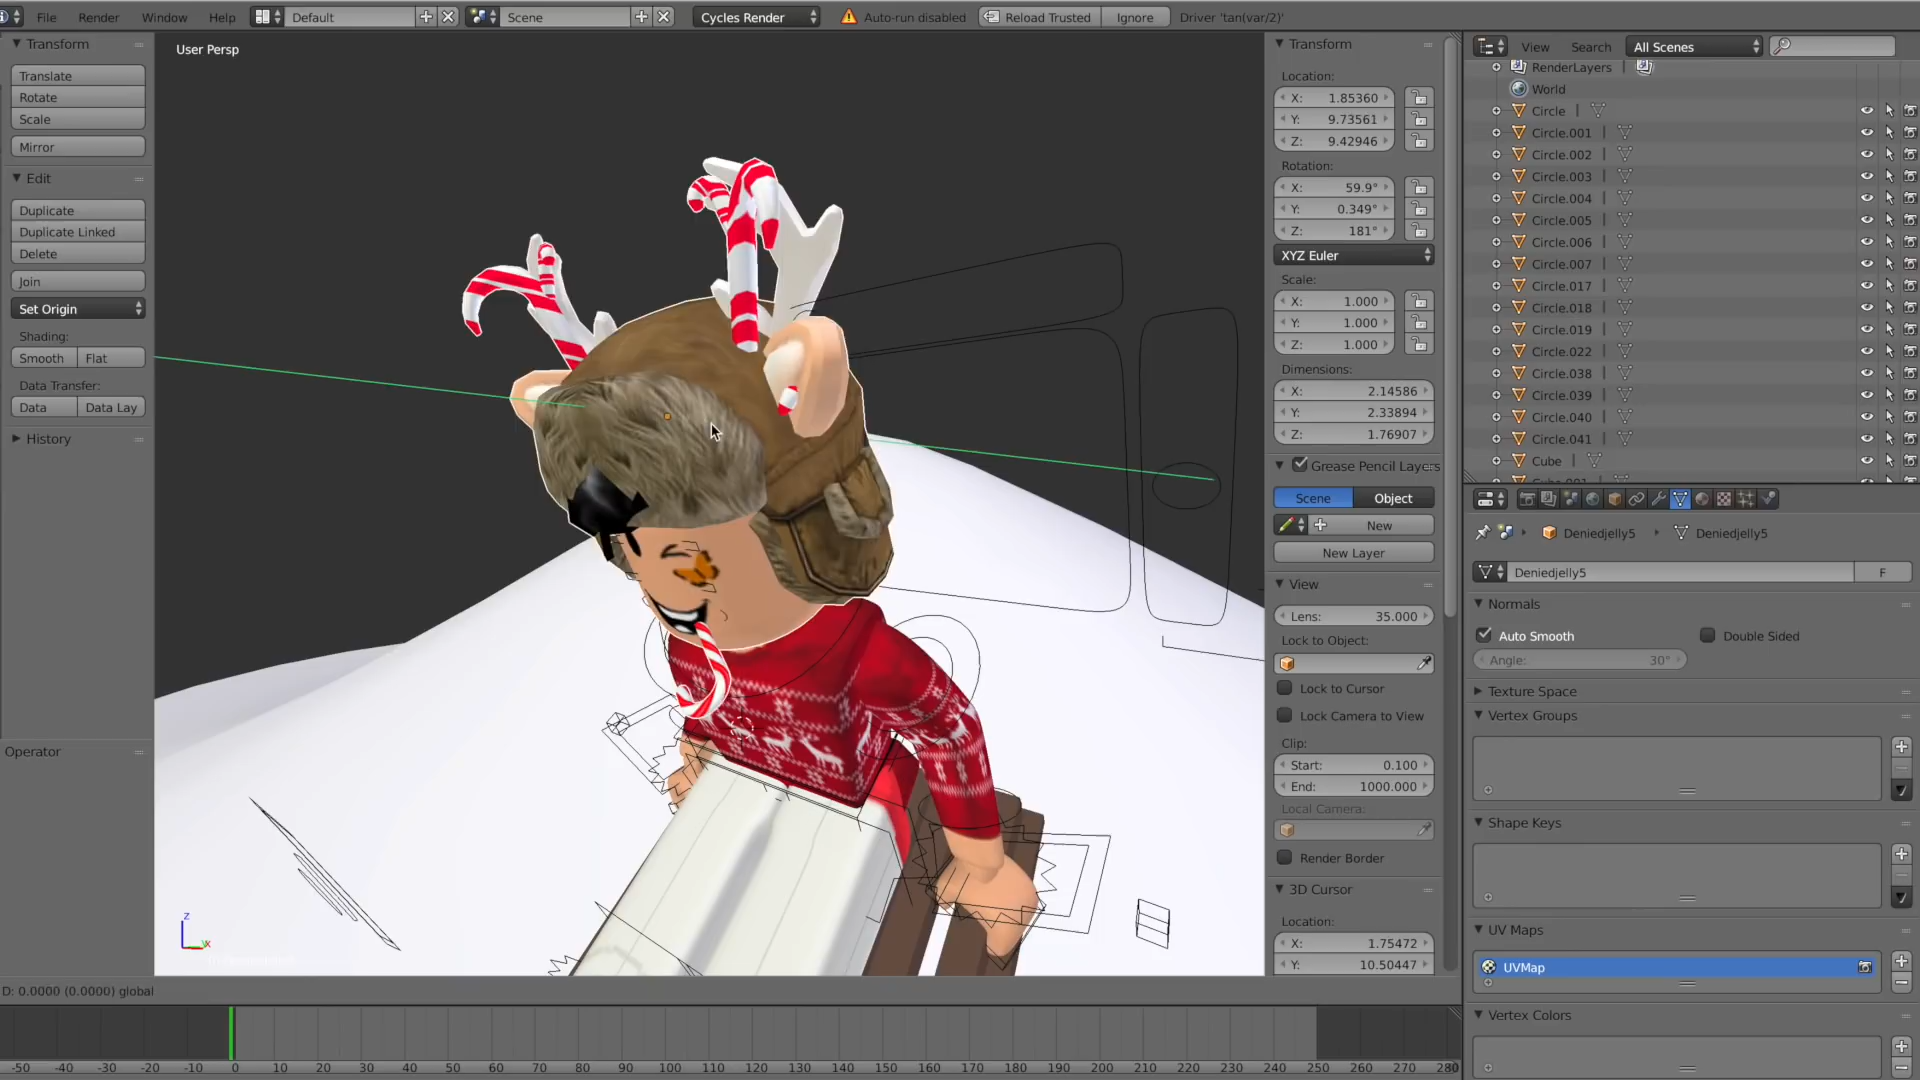 File Render Window Help Default Scene Cycles Render Auto-run disabled Reload Trusted Ignore Driver 'tan(var/2)'
Transform
Translate
Rotate
Scale
Mirror
Edit
Duplicate
Duplicate Linked
Delete
Join
Set Origin
Shading:
Smooth Flat
Data Transfer:
Data Data Lay
History
Operator
User Persp
Z
D: 0.0000 (0.0000) global
-50 -40 -30 -20 -10 0 10 20 30 40 50 60 70 80 90 100 110 120 130 140 150 160 170 180 190 200 210 220 230 240 250 260 270
Transform
Location:
X: 1.85360
Y: 9.73561
Z: 9.42946
Rotation:
X: 59.9°
Y: 0.349°
Z: 181°
XYZ Euler
Scale:
X: 1.000
Y: 1.000
Z: 1.000
Dimensions:
X: 2.14586
Y: 2.33894
Z: 1.76907
Grease Pencil Layers
Scene Object
New
New Layer
View
Lens: 35.000
Lock to Object:
Lock to Cursor
Lock Camera to View
Clip:
Start: 0.100
End: 1000.000
Local Camera:
Render Border
3D Cursor
Location:
X: 1.75472
Y: 10.50447
View Search All Scenes
RenderLayers
World
Circle
Circle.001
Circle.002
Circle.003
Circle.004
Circle.005
Circle.006
Circle.007
Circle.017
Circle.018
Circle.019
Circle.022
Circle.038
Circle.039
Circle.040
Circle.041
Cube
Deniedjelly5 Deniedjelly5
Deniedjelly5 F
Normals
Auto Smooth Double Sided
Angle: 30°
Texture Space
Vertex Groups
Shape Keys
UV Maps
UVMap
Vertex Colors